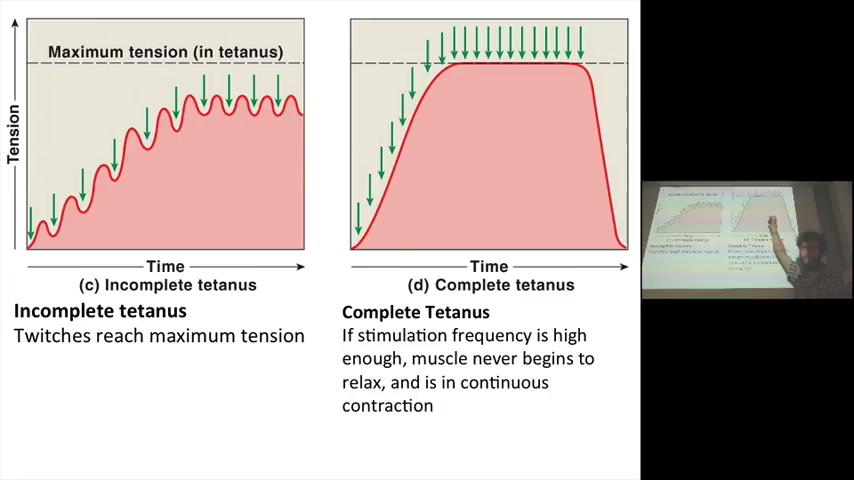 Maximum tension (in tetanus)
Tension
Time
(c) Incomplete tetanus
Time
(d) Complete tetanus
Incomplete tetanus
Twitches reach maximum tension
Complete Tetanus
If stimulation frequency is high
enough, muscle never begins to
relax, and is in continuous
contraction